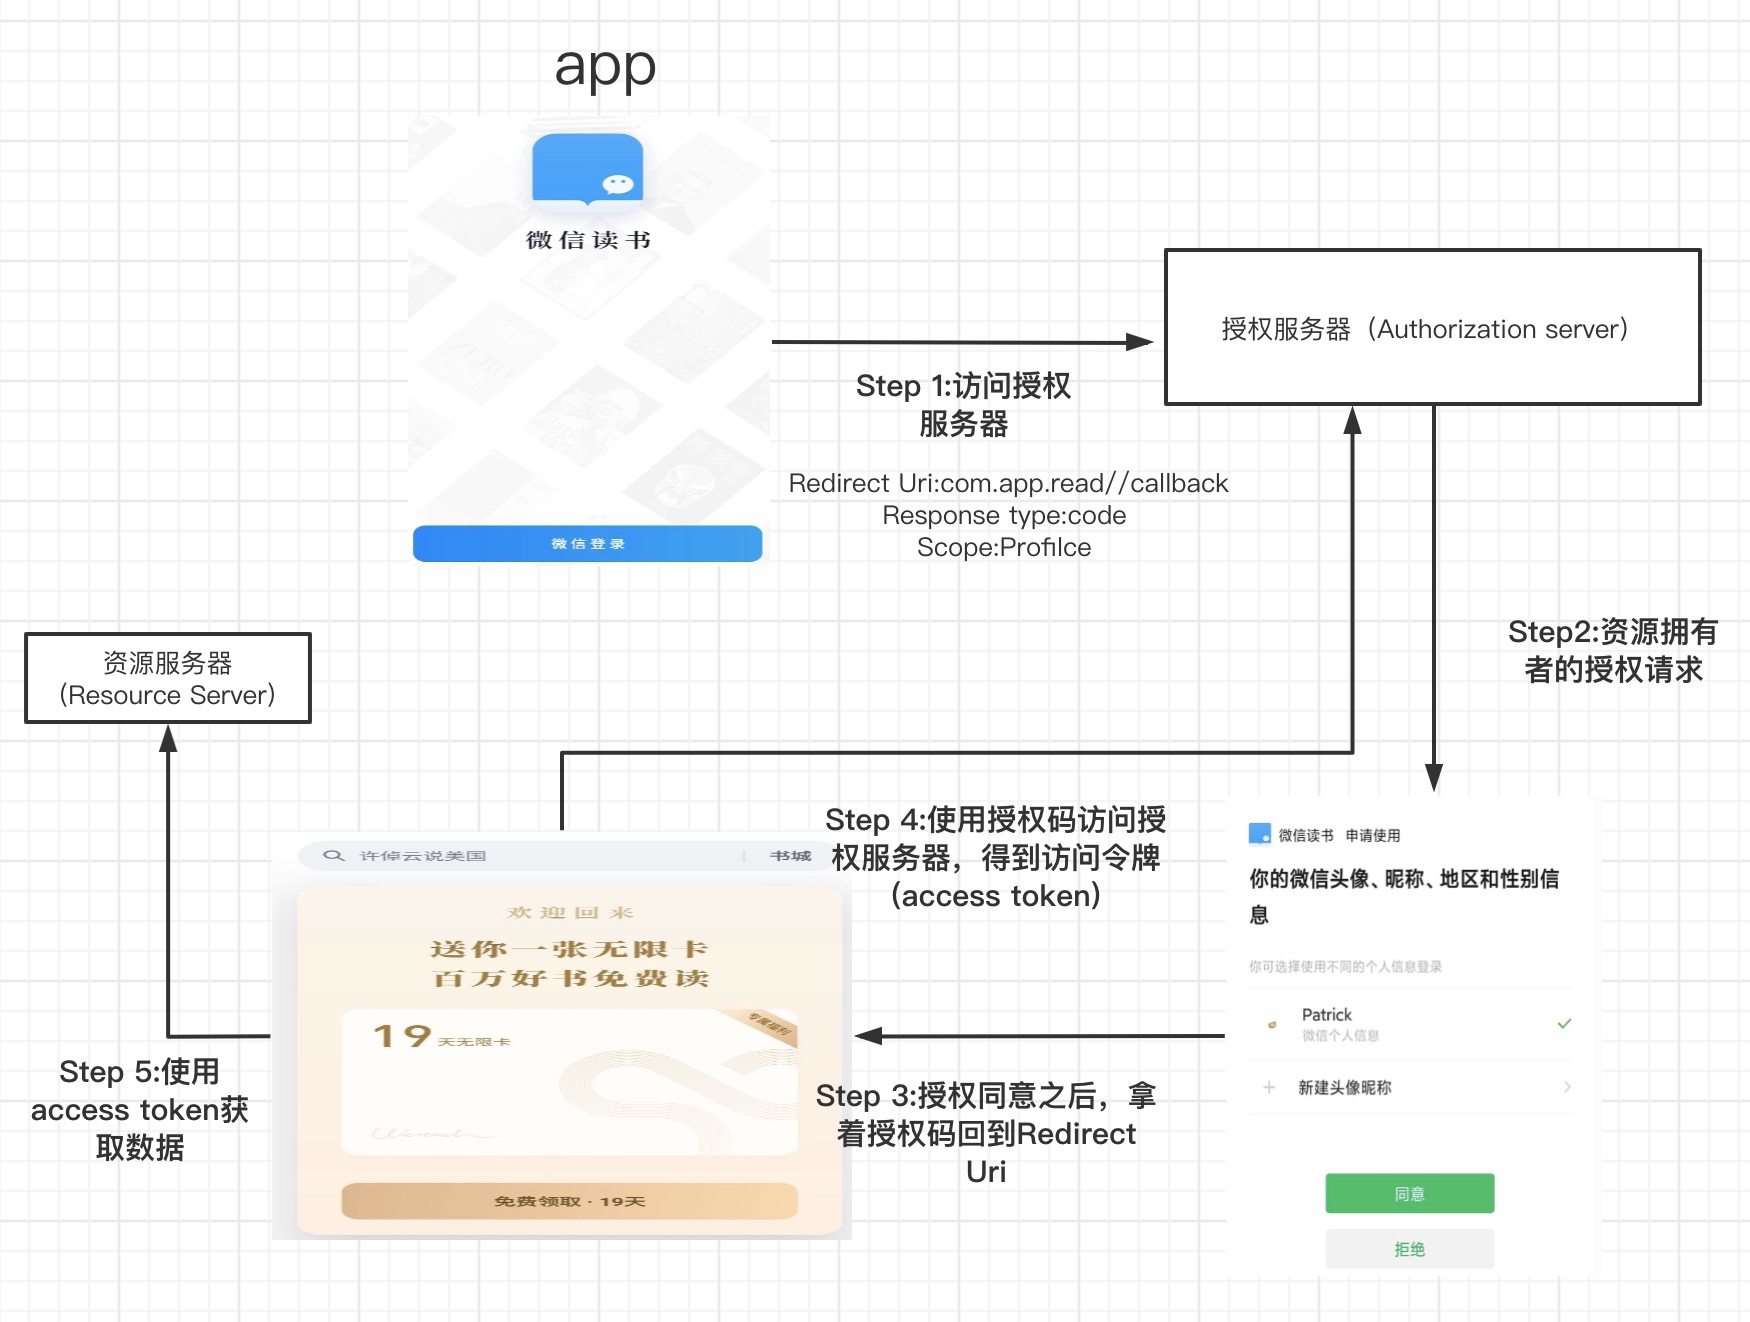 app
微信读书
微信登录
授权服务器（Authorization server）
Step 1:访问授权
服务器
Redirect Uri:com.app.read//callback
Response type:code
Scope:Profilce
资源服务器
（Resource Server）
Step2:资源拥有
者的授权请求
Step 4:使用授权码访问授
权服务器，得到访问令牌
（access token）
许倬云说美国
书城
欢迎回来
送你一张无限卡
百万好书免费读
专属福利
19天无限卡
免费领取·19天
微信读书 申请使用
你的微信头像、昵称、地区和性别信
息
你可选择使用不同的个人信息登录
Patrick
微信个人信息
新建头像昵称
同意
拒绝
Step 3:授权同意之后，拿
着授权码回到Redirect
Uri
Step 5:使用
access token获
取数据